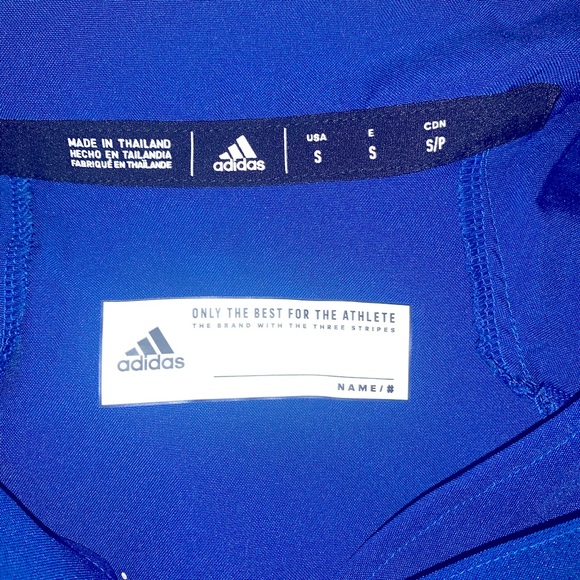 MADE IN THAILAND
HECHO EN TAILANDIA
FABRIQUÉ EN THAÏLANDE
adidas
USA
S
E
S
CDN
S/P
ONLY THE BEST FOR THE ATHLETE
THE BRAND WITH THE THREE STRIPES
adidas
NAME/#